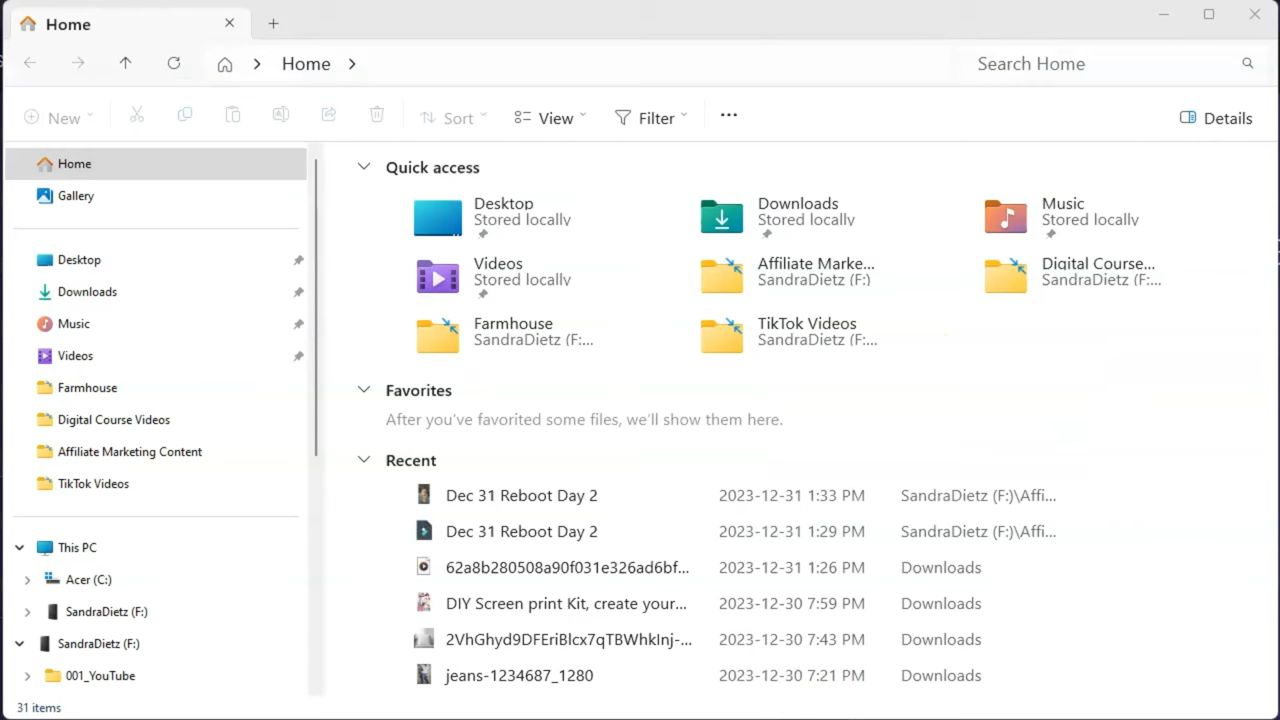 Home
Home
Search Home
New
Sort
View
Filter
Details
Home
Gallery
Desktop
Downloads
Music
Videos
Farmhouse
Digital Course Videos
Affiliate Marketing Content
TikTok Videos
This PC
Acer (C:)
SandraDietz (F:)
SandraDietz (F:)
001_YouTube
31 items
Quick access
Desktop
Stored locally
Downloads
Stored locally
Music
Stored locally
Videos
Stored locally
Affiliate Marke...
SandraDietz (F:)
Digital Course...
SandraDietz (F:...
Farmhouse
SandraDietz (F:...
TikTok Videos
SandraDietz (F:...
Favorites
After you've favorited some files, we'll show them here.
Recent
Dec 31 Reboot Day 2 2023-12-31 1:33 PM SandraDietz (F:)\Affi...
Dec 31 Reboot Day 2 2023-12-31 1:29 PM SandraDietz (F:)\Affi...
62a8b280508a90f031e326ad6bf... 2023-12-31 1:26 PM Downloads
DIY Screen print Kit, create your... 2023-12-30 7:59 PM Downloads
2VhGhyd9DFEriBlcx7qTBWhkInj-... 2023-12-30 7:43 PM Downloads
jeans-1234687_1280 2023-12-30 7:21 PM Downloads